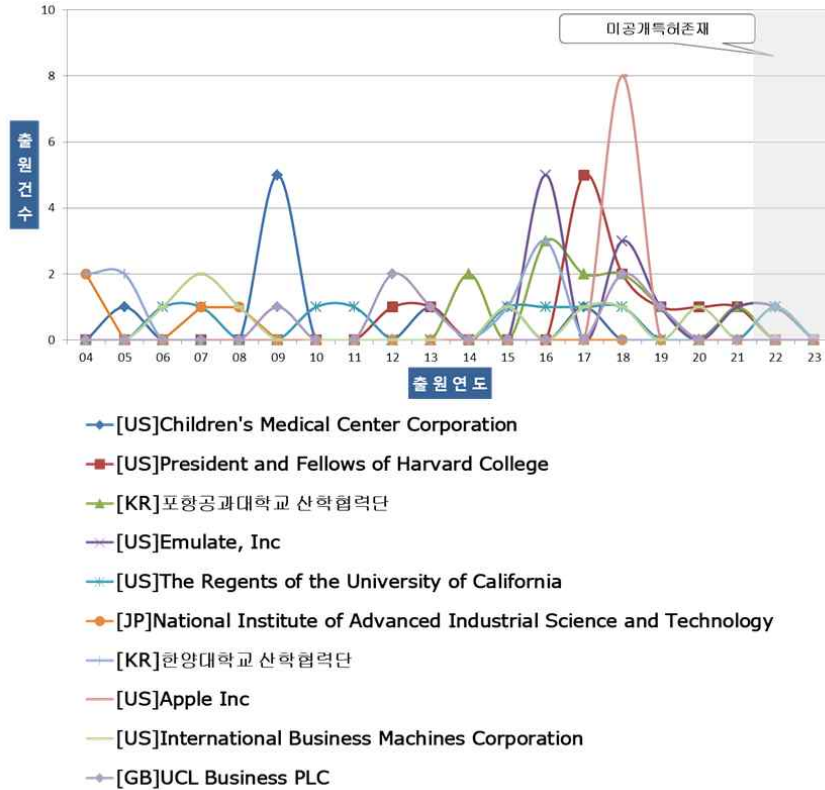 10
미공개특허존재
8
6
4
2
0
출원건수
04 05 06 07 08 09 10 11 12 13 14 15 16 17 18 19 20 21 22 23
출원연도
[US]Children's Medical Center Corporation
[US]President and Fellows of Harvard College
[KR]포항공과대학교 산학협력단
[US]Emulate, Inc
[US]The Regents of the University of California
[JP]National Institute of Advanced Industrial Science and Technology
[KR]한양대학교 산학협력단
[US]Apple Inc
[US]International Business Machines Corporation
[GB]UCL Business PLC